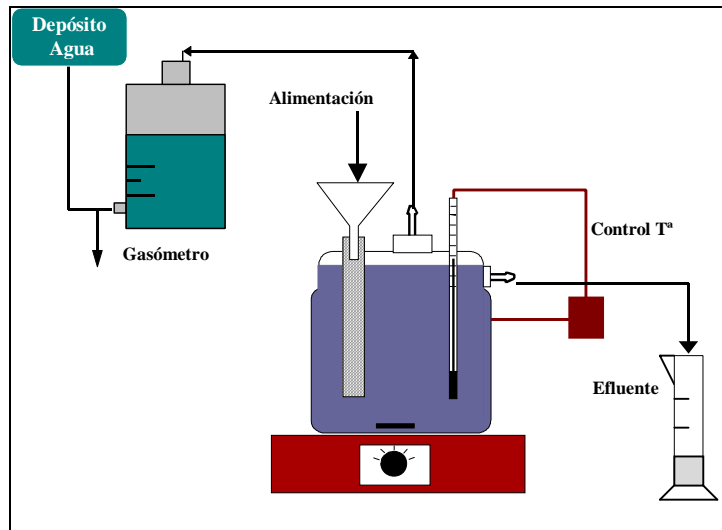 Depósito
Agua
Alimentación
Control Tª
Gasómetro
Efluente